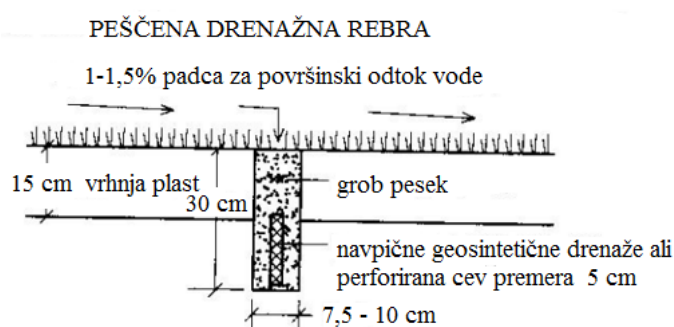 PEŠČENA DRENAŽNA REBRA
1-1,5% padca za površinski odtok vode
15 cm vrhnja plast
30 cm
grob pesek
navpične geosintetične drenaže ali
perforirana cev premera 5 cm
7,5 - 10 cm